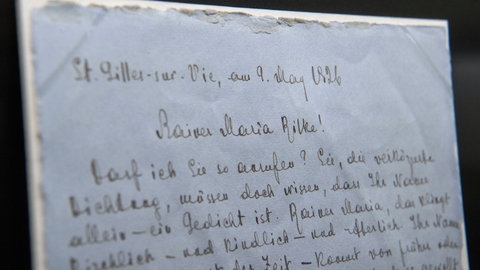 St. Gilles-sur-Vie, am 9. May 1926
Rainer Maria Rilke!
Darf ich Sie so anrufen? Sie, die verkörperte
Dichtung, müssen doch wissen, dass Ihr Name
allein – ein Gedicht ist. Rainer Maria, das klingt
kirchlich – und kindlich – und ritterlich. Ihr Name
der Zeit – kommt von früher oder